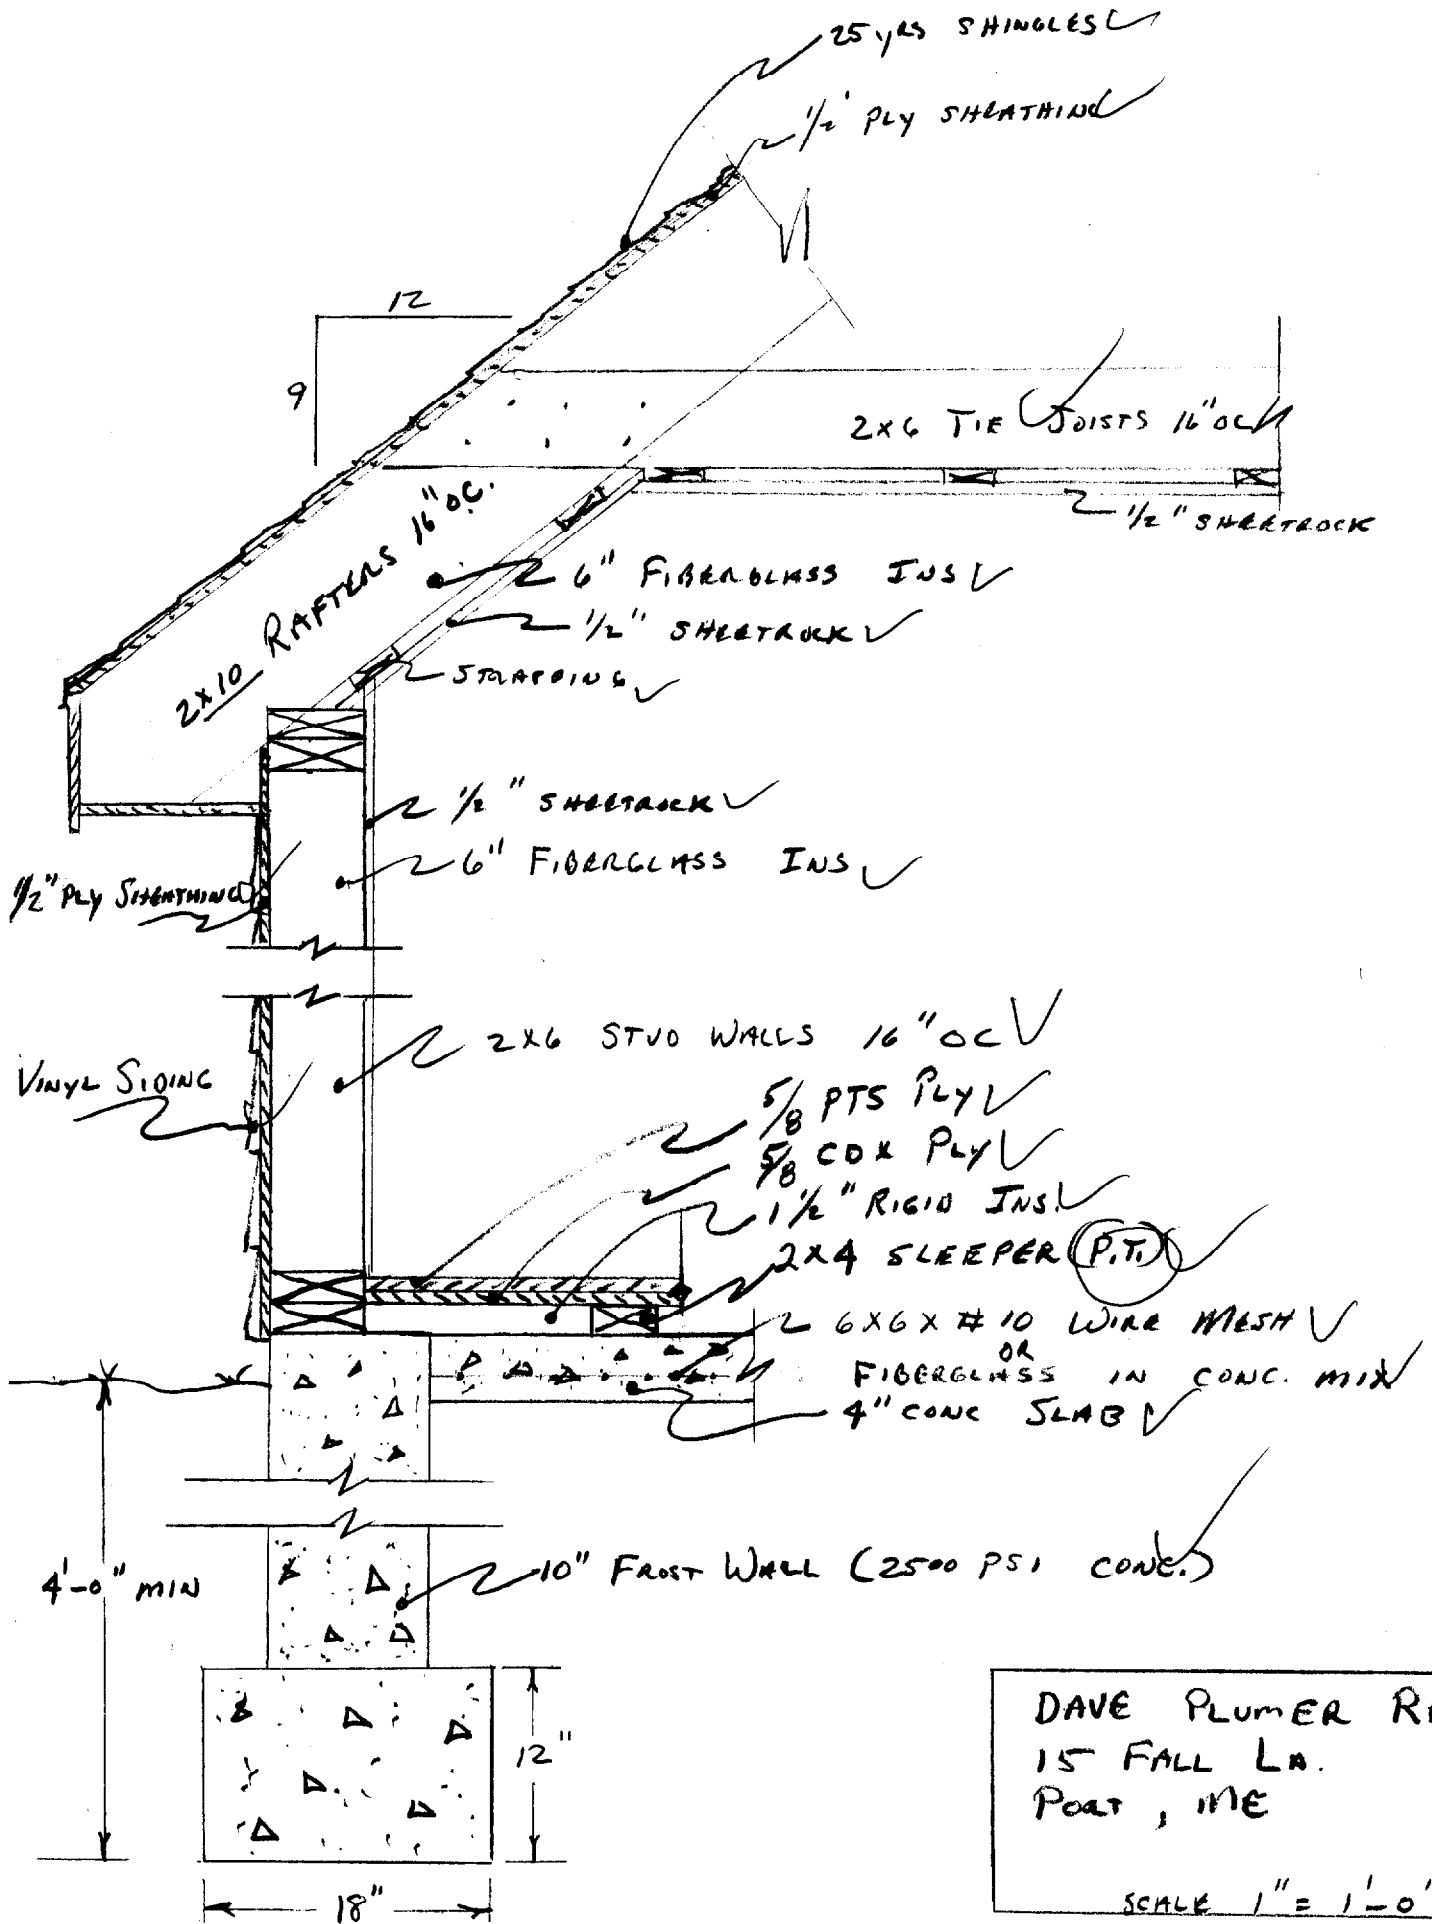 25 yrs SHINGLES
1/2" PLY SHEATHING
12
9
2x6 TIE JOISTS 16" OC
1/2" SHEETROCK
2x10 RAFTERS 16" O.C.
6" FIBERGLASS INS
1/2" SHEETROCK
STRAPPING
1/2" SHEETROCK
6" FIBERGLASS INS
1/2" PLY SHEATHING
2x6 STUD WALLS 16" OC
VINYL SIDING
5/8 PTS PLY
5/8 CDX PLY
1 1/2" RIGID INS
2x4 SLEEPER (P.T.)
6x6x #10 WIRE MESH
OR
FIBERGLASS IN CONC. MIX
4" CONC SLAB
10" FROST WALL (2500 PSI CONC.)
4'-0" MIN
12"
18"
DAVE PLUMER
15 FALL LN.
PORT, ME
SCALE 1" = 1'-0"